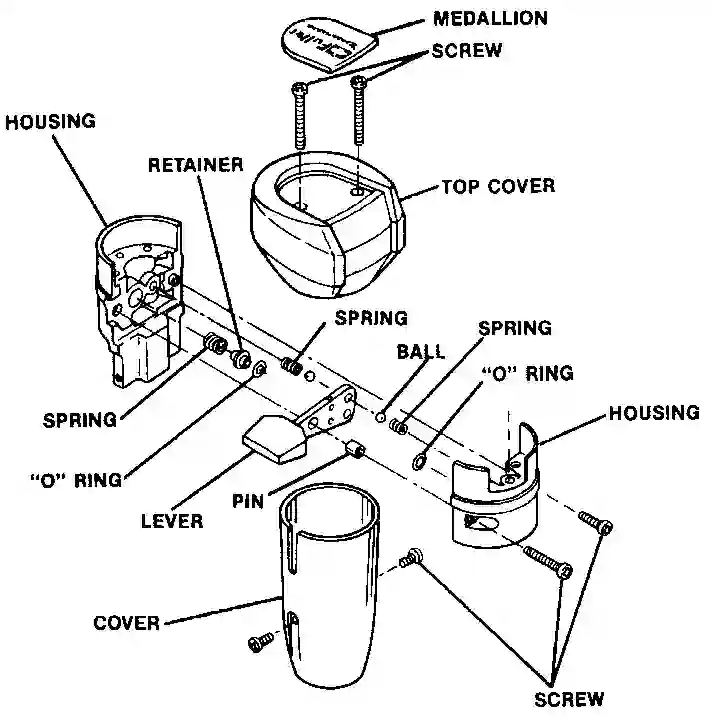 MEDALLION
SCREW
HOUSING
RETAINER
TOP COVER
SPRING
SPRING
BALL
"O" RING
SPRING
HOUSING
"O" RING
PIN
LEVER
COVER
SCREW